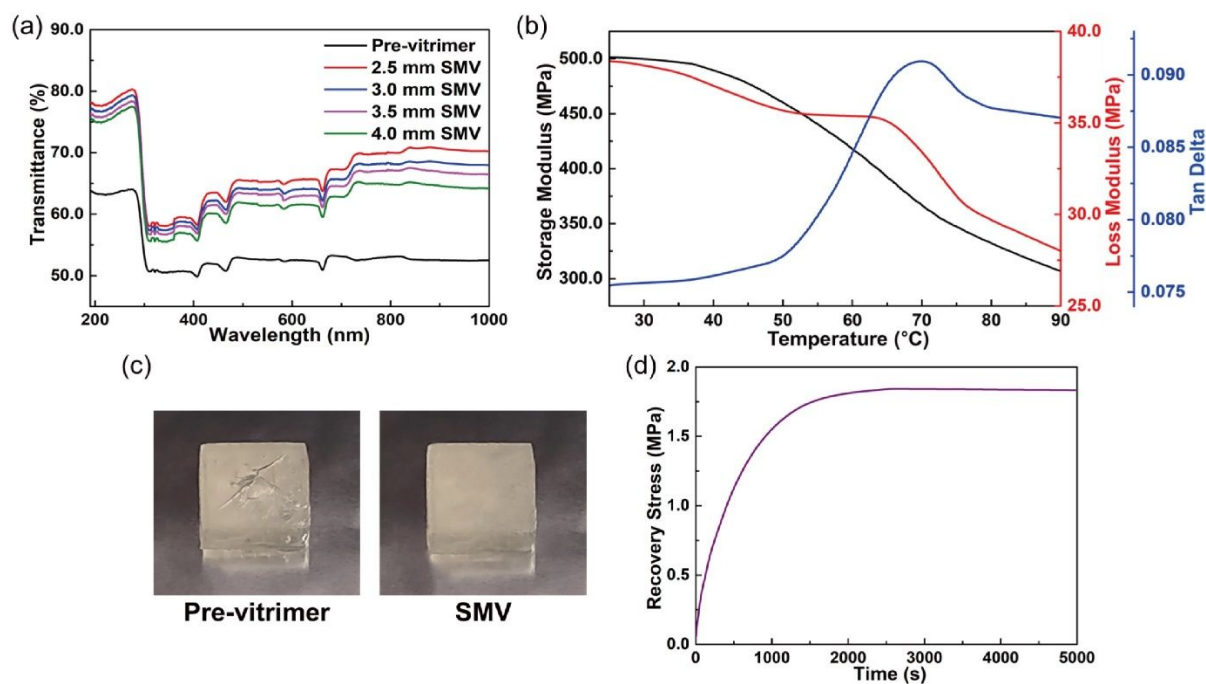 (a)
90.0
80.0
70.0
60.0
50.0
Transmittance (%)
Pre-vitrimer
2.5 mm SMV
3.0 mm SMV
3.5 mm SMV
4.0 mm SMV
200 400 600 800 1000
Wavelength (nm)
(b)
500.0
450.0
400.0
350.0
300.0
Storage Modulus (MPa)
40.0
35.0
30.0
25.0
Loss Modulus (MPa)
0.090
0.085
0.080
0.075
Tan Delta
30 40 50 60 70 80 90
Temperature (°C)
(c)
Pre-vitrimer
SMV
(d)
2.0
1.5
1.0
0.5
0.0
Recovery Stress (MPa)
0 1000 2000 3000 4000 5000
Time (s)